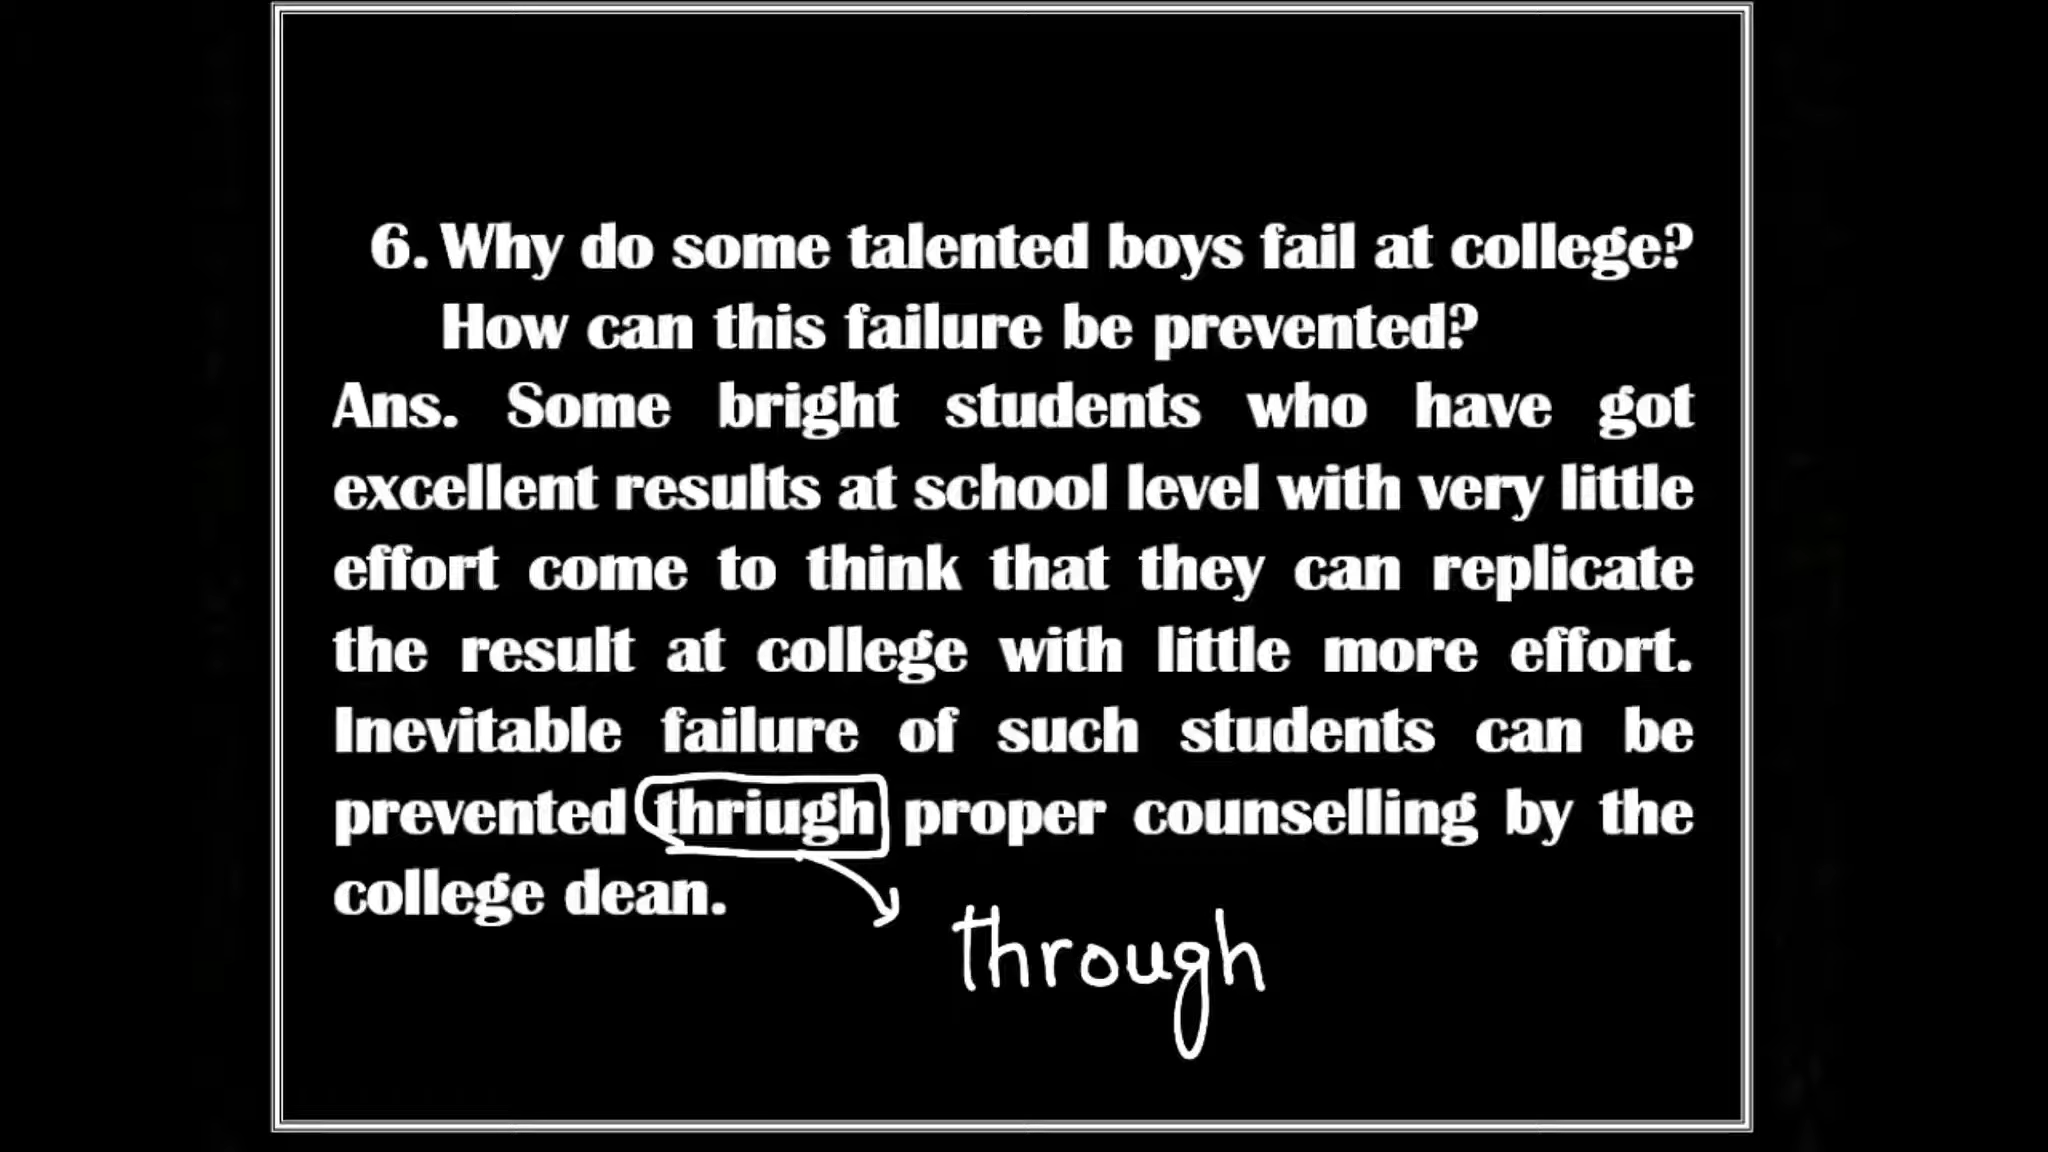 6. Why do some talented boys fail at college?
How can this failure be prevented?
Ans. Some bright students who have got
excellent results at school level with very little
effort come to think that they can replicate
the result at college with little more effort.
Inevitable failure of such students can be
prevented thriugh proper counselling by the
college dean.
through